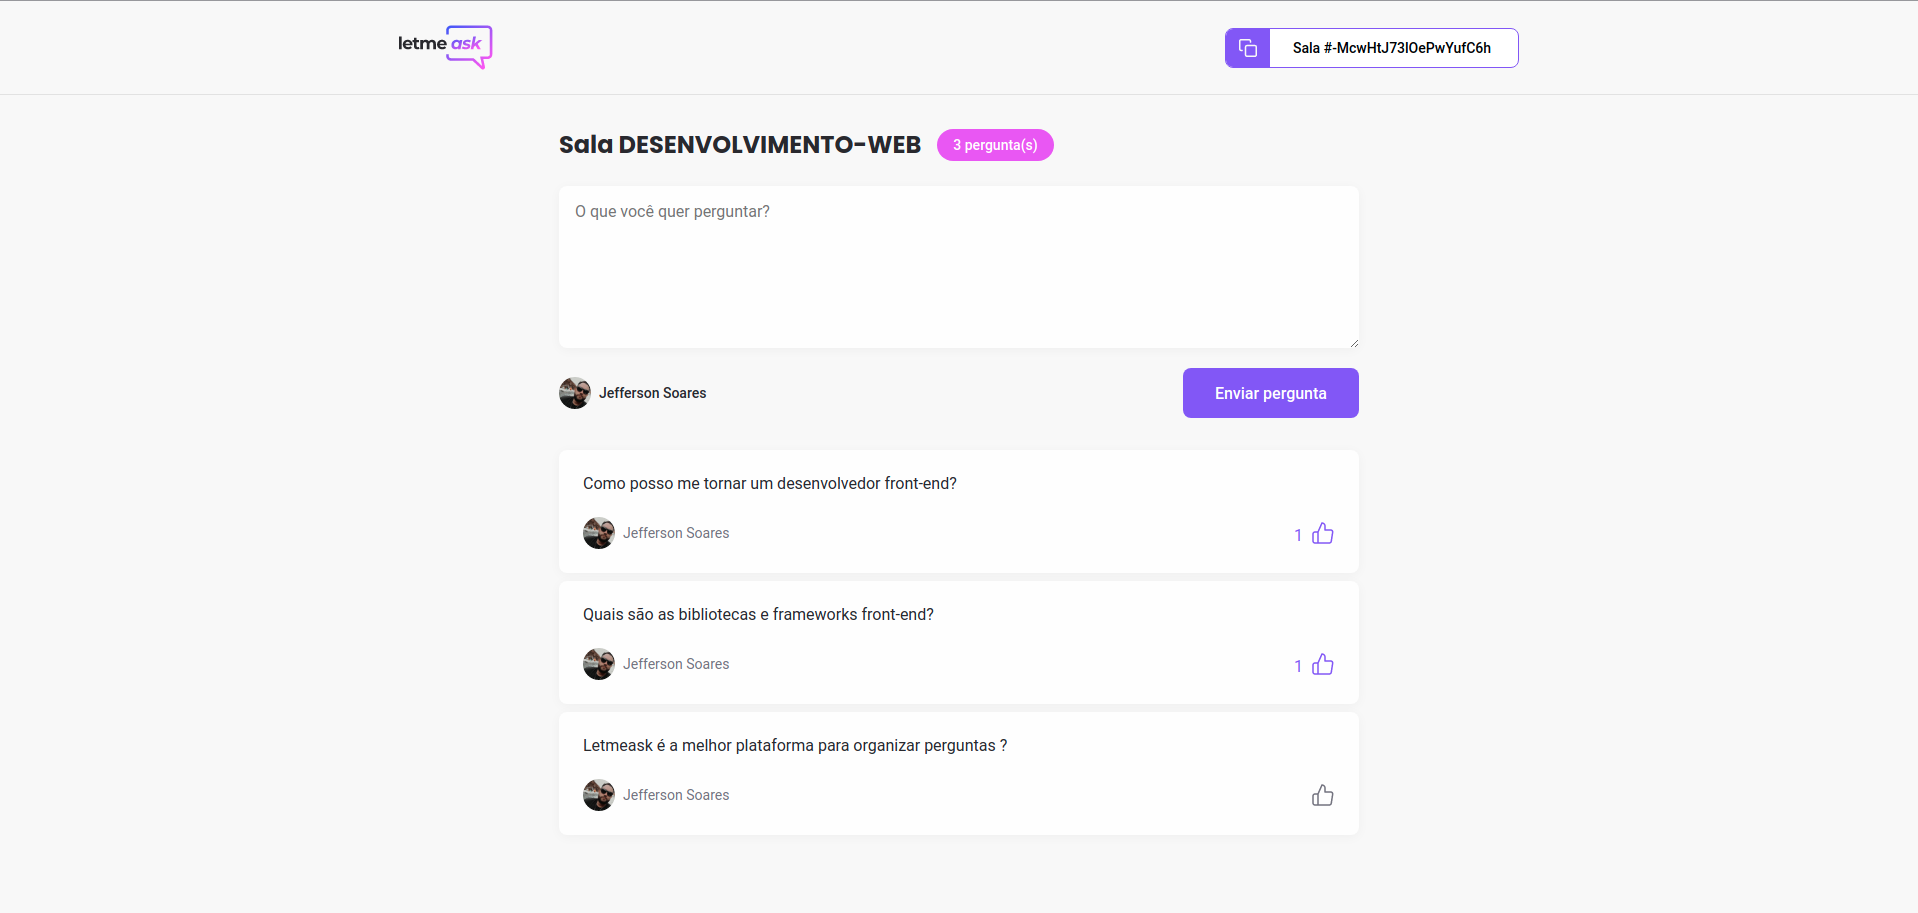 letme ask
Sala #-McwHtJ73IOePwYufC6h
Sala DESENVOLVIMENTO-WEB
3 pergunta(s)
O que você quer perguntar?
Jefferson Soares
Enviar pergunta
Como posso me tornar um desenvolvedor front-end?
Jefferson Soares
1
Quais são as bibliotecas e frameworks front-end?
Jefferson Soares
1
Letmeask é a melhor plataforma para organizar perguntas ?
Jefferson Soares